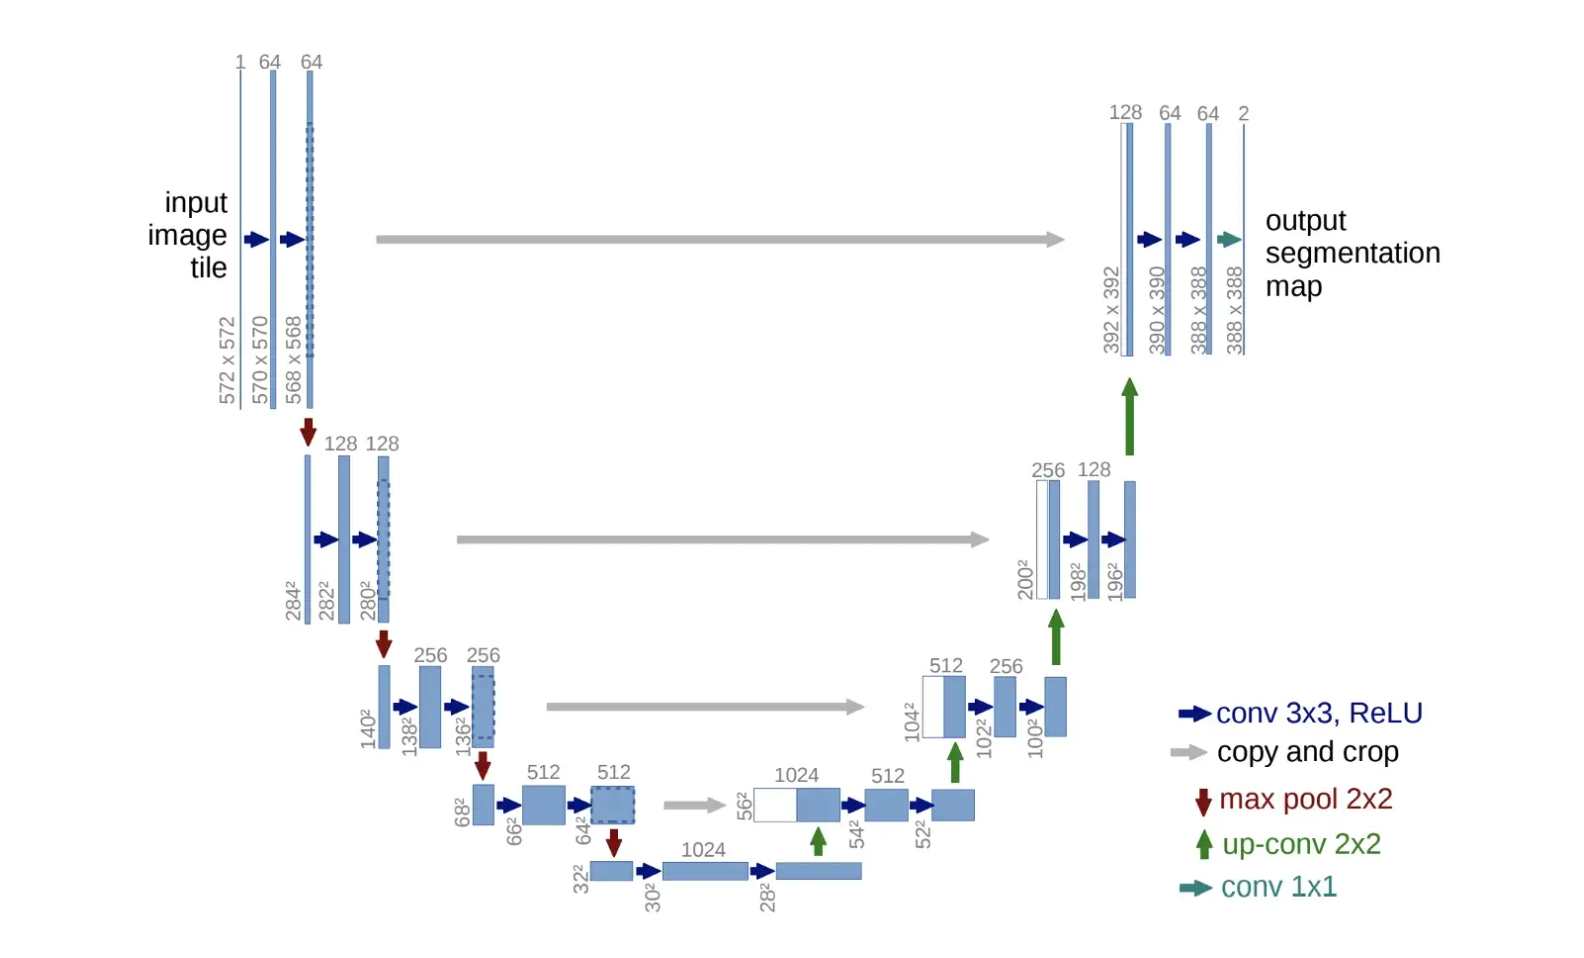 1 64 64
input
image
tile
572 x 572
570 x 570
568 x 568
128 64 64 2
392 x 392
390 x 390
388 x 388
388 x 388
output
segmentation
map
128 128
284²
282²
280²
256 128
200²
198²
196²
256 256
140²
138²
136²
512 256
104²
102²
100²
512 512
68²
66²
64²
1024 512
56²
54²
52²
1024
32²
30²
28²
conv 3x3, ReLU
copy and crop
max pool 2x2
up-conv 2x2
conv 1x1